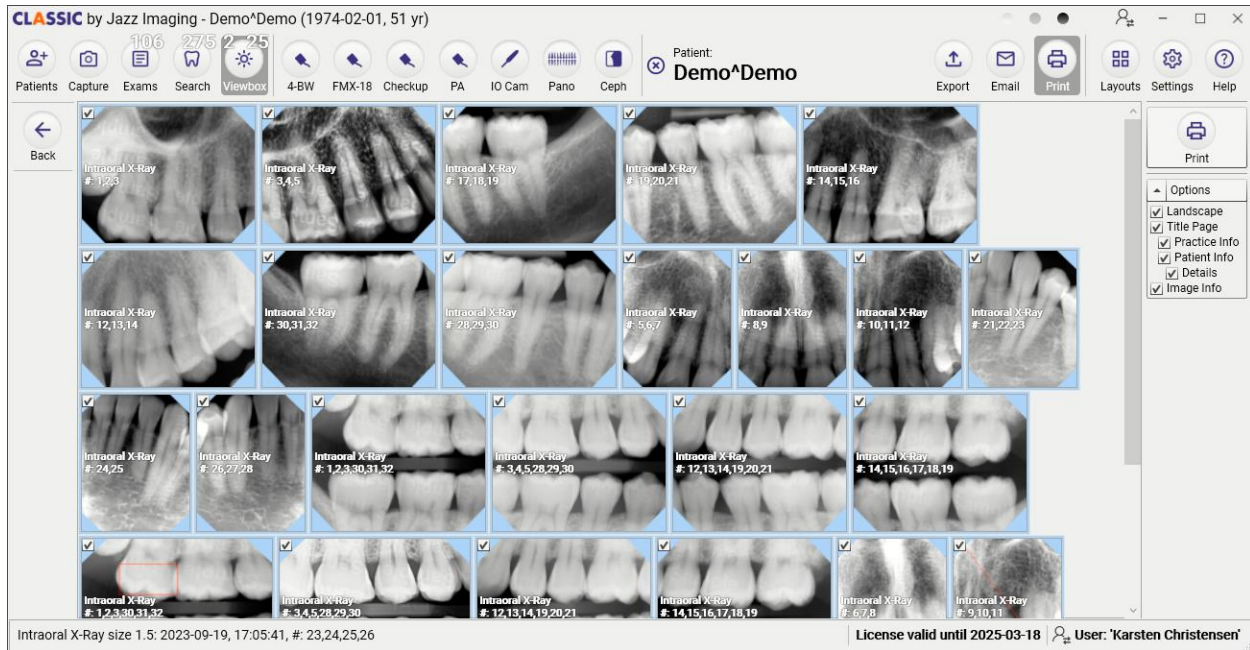 CLASSIC by Jazz Imaging - Demo^Demo (1974-02-01, 51 yr)
106 275 2 25
Patients Capture Exams Search Viewbox 4-BW FMX-18 Checkup PA IO Cam Pano Ceph
Patient:
Demo^Demo
Export Email Print Layouts Settings Help
Back
Intraoral X-Ray
#: 1,2,3
Intraoral X-Ray
#: 3,4,5
Intraoral X-Ray
#: 17,18,19
Intraoral X-Ray
#: 19,20,21
Intraoral X-Ray
#: 14,15,16
Intraoral X-Ray
#: 12,13,14
Intraoral X-Ray
#: 30,31,32
Intraoral X-Ray
#: 28,29,30
Intraoral X-Ray
#: 5,6,7
Intraoral X-Ray
#: 8,9
Intraoral X-Ray
#: 10,11,12
Intraoral X-Ray
#: 21,22,23
Intraoral X-Ray
#: 24,25
Intraoral X-Ray
#: 26,27,28
Intraoral X-Ray
#: 1,2,3,30,31,32
Intraoral X-Ray
#: 3,4,5,28,29,30
Intraoral X-Ray
#: 12,13,14,19,20,21
Intraoral X-Ray
#: 14,15,16,17,18,19
Intraoral X-Ray
#: 1,2,3,30,31,32
Intraoral X-Ray
#: 3,4,5,28,29,30
Intraoral X-Ray
#: 12,13,14,19,20,21
Intraoral X-Ray
#: 14,15,16,17,18,19
Intraoral X-Ray
#: 6,7,8
Intraoral X-Ray
#: 9,10,11
Print
Options
Landscape
Title Page
Practice Info
Patient Info
Details
Image Info
Intraoral X-Ray size 1.5: 2023-09-19, 17:05:41, #: 23,24,25,26
License valid until 2025-03-18
User: 'Karsten Christensen'